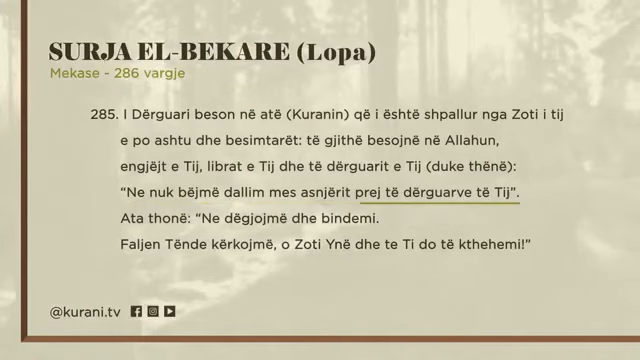 SURJA EL-BEKARE (Lopa)
Mekase - 286 vargje
285. I Dërguari beson në atë (Kuranin) që i është shpallur nga Zoti i tij
e po ashtu dhe besimtarët: të gjithë besojnë në Allahun,
engjëjt e Tij, librat e Tij dhe të dërguarit e Tij (duke thënë):
“Ne nuk bëjmë dallim mes asnjërit prej të dërguarve të Tij”.
Ata thonë: “Ne dëgjojmë dhe bindemi.
Faljen Tënde kërkojmë, o Zoti Ynë dhe te Ti do të kthehemi!”
@kurani.tv